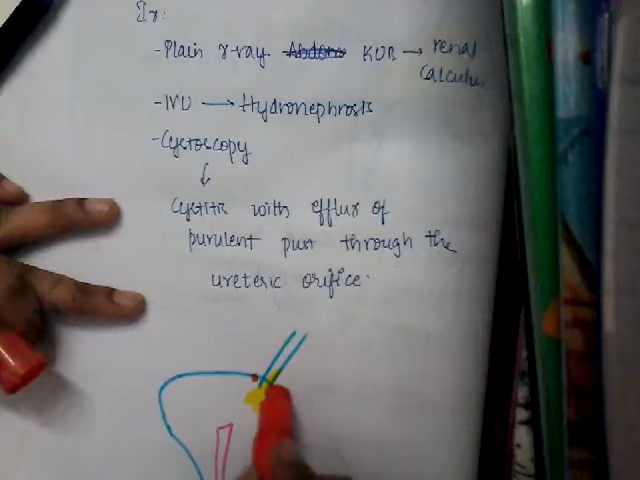 Ix:
-Plain x-ray Abdomen KUB → renal
calculus
-IVU → Hydronephrosis
-Cystoscopy
↓
Cystitis with efflux of
purulent pus through the
ureteric orifice.